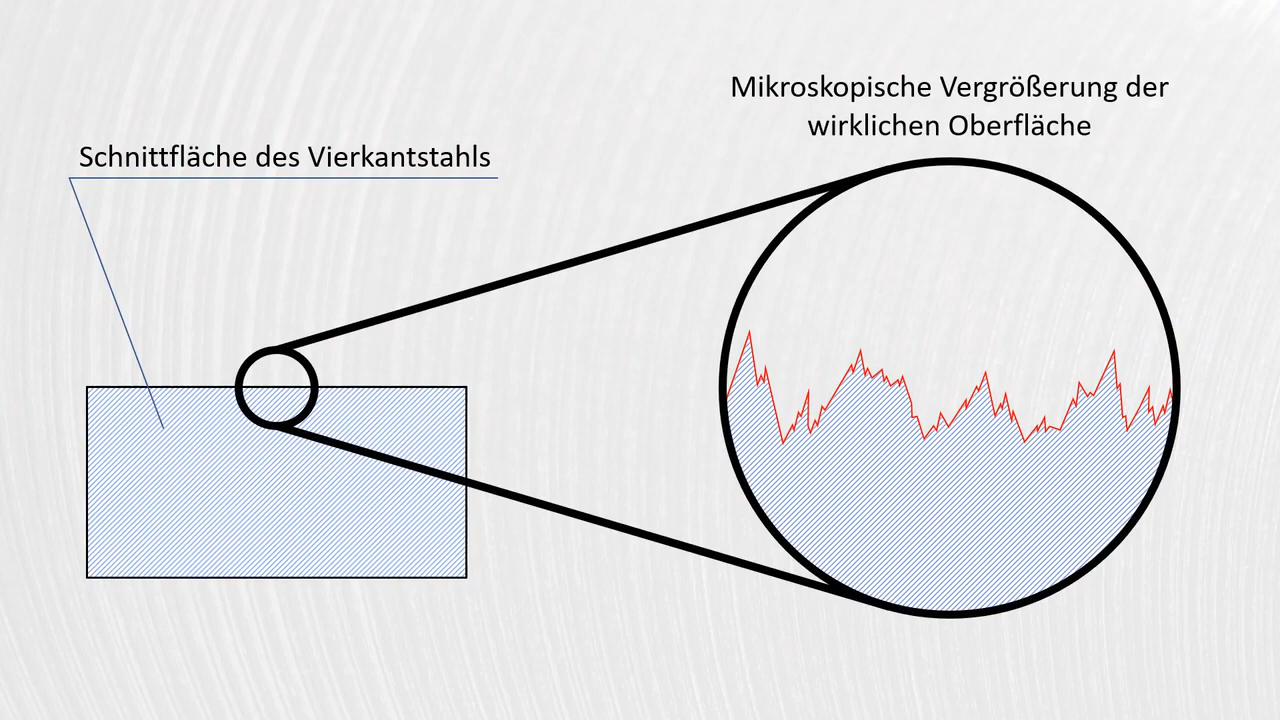 Mikroskopische Vergrößerung der
wirklichen Oberfläche
Schnittfläche des Vierkantstahls